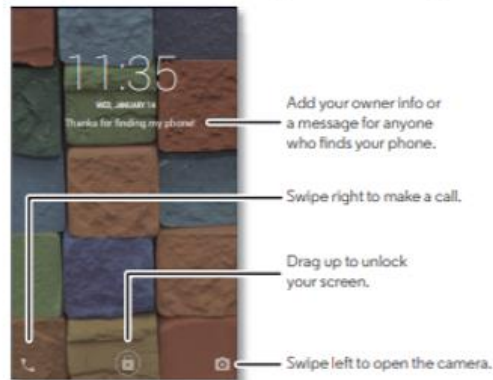 11:35
WED, JANUARY 14
Thanks for finding my phone!
Add your owner info or
a message for anyone
who finds your phone.
Swipe right to make a call.
Drag up to unlock
your screen.
Swipe left to open the camera.